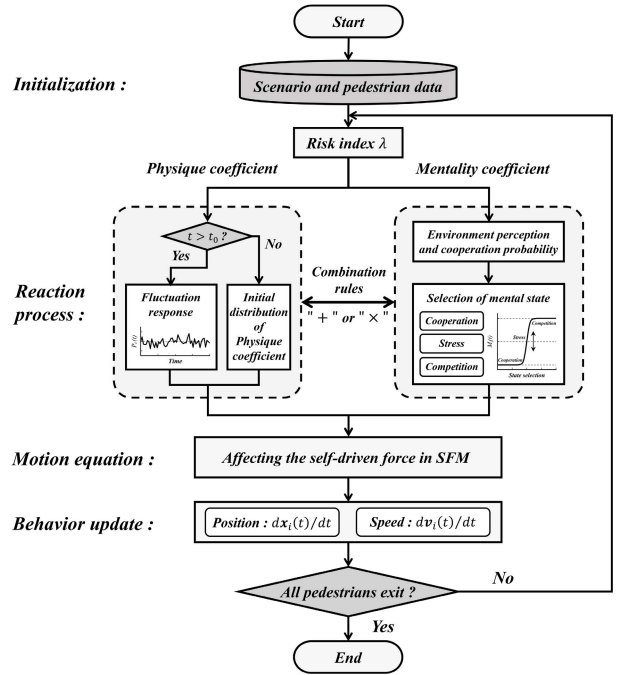 Start
Initialization :
Scenario and pedestrian data
Risk index λ
Physique coefficient
Mentality coefficient
t > t₀ ?
Yes
No
Environment perception
and cooperation probability
Reaction
process :
Fluctuation
response
P_i(t)
Time
Initial
distribution
of
Physique
coefficient
Combination
rules
" + " or " × "
Selection of mental state
Cooperation
Stress
Competition
M_i(t)
Competition
Stress
Cooperation
State selection
Motion equation :
Affecting the self-driven force in SFM
Behavior update :
Position : d𝒙ᵢ(t)/dt
Speed : d𝒗ᵢ(t)/dt
All pedestrians exit ?
No
Yes
End